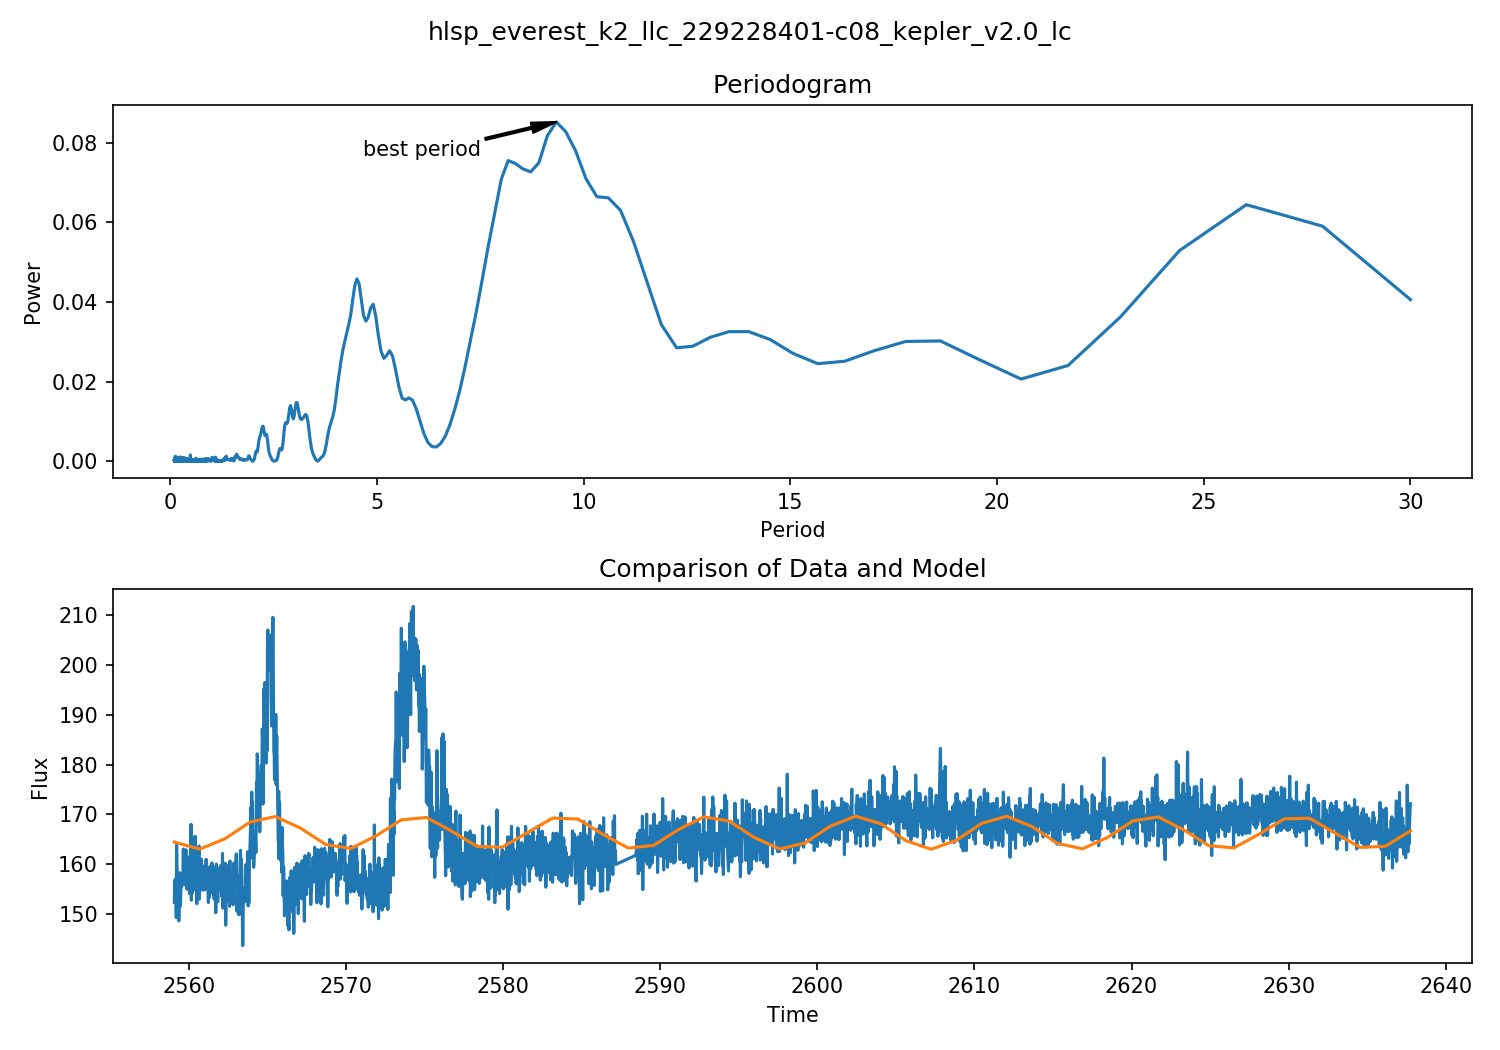 hlsp_everest_k2_llc_229228401-c08_kepler_v2.0_lc
Periodogram
best period
0.08
0.06
0.04
0.02
0.00
Power
0 5 10 15 20 25 30
Period
Comparison of Data and Model
210
200
190
180
170
160
150
Flux
2560 2570 2580 2590 2600 2610 2620 2630 2640
Time